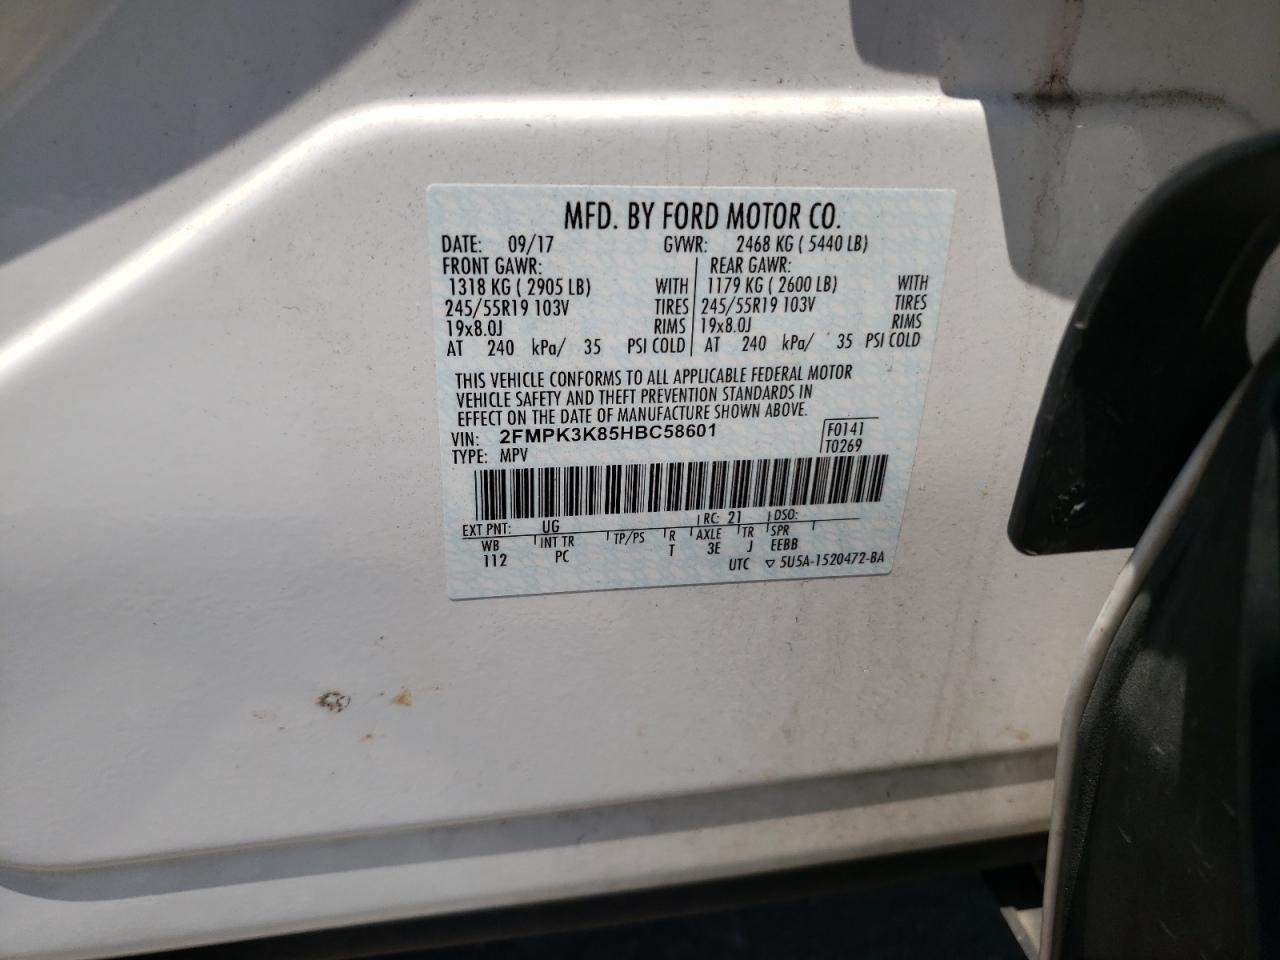 MFD. BY FORD MOTOR CO.
DATE: 09/17 GVWR: 2468 KG ( 5440 LB)
FRONT GAWR: REAR GAWR:
1318 KG ( 2905 LB) WITH 1179 KG ( 2600 LB) WITH
245/55R19 103V TIRES 245/55R19 103V TIRES
19x8.0J RIMS 19x8.0J RIMS
AT 240 kPa/ 35 PSI COLD AT 240 kPa/ 35 PSI COLD
THIS VEHICLE CONFORMS TO ALL APPLICABLE FEDERAL MOTOR
VEHICLE SAFETY AND THEFT PREVENTION STANDARDS IN
EFFECT ON THE DATE OF MANUFACTURE SHOWN ABOVE.
VIN: 2FMPK3K85HBC58601 F0141
TYPE: MPV T0269
EXT PNT: UG RC: 21 DSO:
WB INT TR TP/PS R AXLE TR SPR
112 PC T 3E J EEBB
UTC ▽ 5U5A-1520472-BA